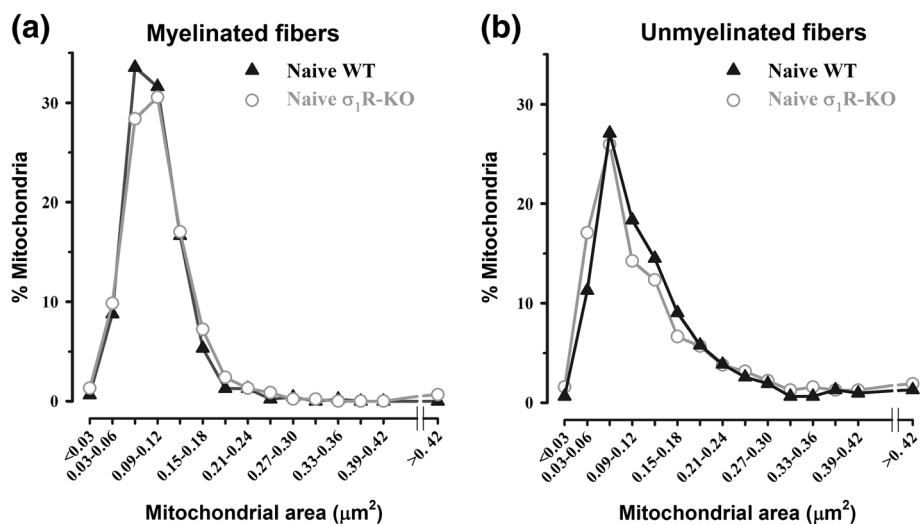 (a) Myelinated fibers
Naive WT
Naive σ₁R-KO
% Mitochondria
30
20
10
0
<0.03
0.03-0.06
0.09-0.12
0.15-0.18
0.21-0.24
0.27-0.30
0.33-0.36
0.39-0.42
>0.42
Mitochondrial area (μm²)
(b) Unmyelinated fibers
Naive WT
Naive σ₁R-KO
% Mitochondria
30
20
10
0
<0.03
0.03-0.06
0.09-0.12
0.15-0.18
0.21-0.24
0.27-0.30
0.33-0.36
0.39-0.42
>0.42
Mitochondrial area (μm²)